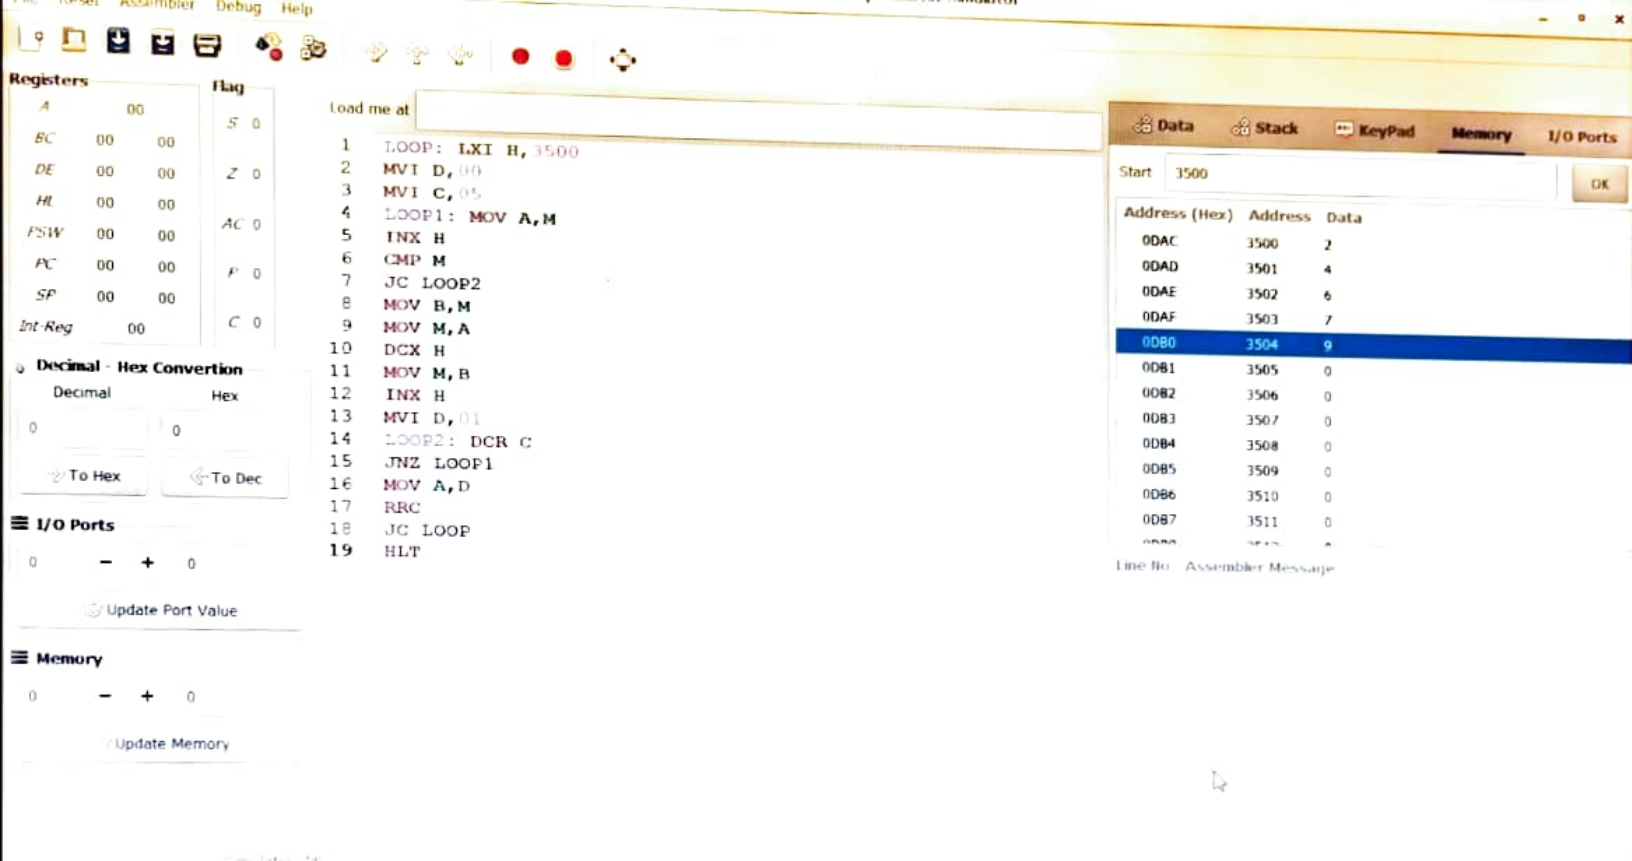 Assembler Debug Help
Registers
A 00
BC 00 00
DE 00 00
HL 00 00
PSW 00 00
PC 00 00
SP 00 00
Int-Reg 00
Flag
S 0
Z 0
AC 0
P 0
C 0
Decimal - Hex Convertion
Decimal Hex
0 0
To Hex To Dec
I/O Ports
0 - + 0
Update Port Value
Memory
0 - + 0
Update Memory
Load me at
1 LOOP: LXI H,3500
2 MVI D,00
3 MVI C,05
4 LOOP1: MOV A,M
5 INX H
6 CMP M
7 JC LOOP2
8 MOV B,M
9 MOV M,A
10 DCX H
11 MOV M,B
12 INX H
13 MVI D,01
14 LOOP2: DCR C
15 JNZ LOOP1
16 MOV A,D
17 RRC
18 JC LOOP
19 HLT
Data Stack KeyPad Memory I/O Ports
Start 3500 OK
Address (Hex) Address Data
0DAC 3500 2
0DAD 3501 4
0DAE 3502 6
0DAF 3503 7
0DB0 3504 9
0DB1 3505 0
0DB2 3506 0
0DB3 3507 0
0DB4 3508 0
0DB5 3509 0
0DB6 3510 0
0DB7 3511 0
Line No Assembler Message